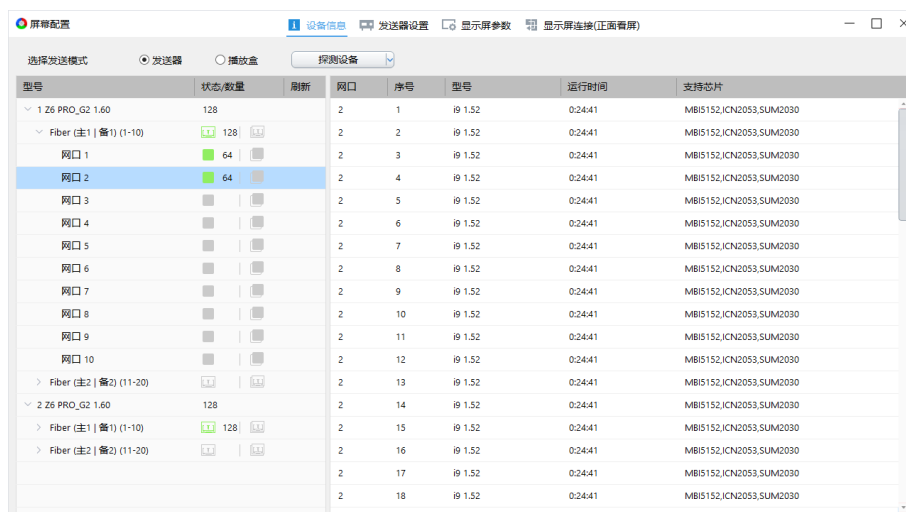 屏幕配置
设备信息 发送器设置 显示屏参数 显示屏连接(正面看屏)
选择发送模式 发送器 播放盒 探测设备
型号 状态/数量 刷新 网口 序号 型号 运行时间 支持芯片
1 Z6 PRO_G2 1.60 128 2 1 i9 1.52 0:24:41 MBI5152,ICN2053,SUM2030
Fiber (主1 | 备1) (1-10) 128 2 2 i9 1.52 0:24:41 MBI5152,ICN2053,SUM2030
网口 1 64 2 3 i9 1.52 0:24:41 MBI5152,ICN2053,SUM2030
网口 2 64 2 4 i9 1.52 0:24:41 MBI5152,ICN2053,SUM2030
网口 3 2 5 i9 1.52 0:24:41 MBI5152,ICN2053,SUM2030
网口 4 2 6 i9 1.52 0:24:41 MBI5152,ICN2053,SUM2030
网口 5 2 7 i9 1.52 0:24:41 MBI5152,ICN2053,SUM2030
网口 6 2 8 i9 1.52 0:24:41 MBI5152,ICN2053,SUM2030
网口 7 2 9 i9 1.52 0:24:41 MBI5152,ICN2053,SUM2030
网口 8 2 10 i9 1.52 0:24:41 MBI5152,ICN2053,SUM2030
网口 9 2 11 i9 1.52 0:24:41 MBI5152,ICN2053,SUM2030
网口 10 2 12 i9 1.52 0:24:41 MBI5152,ICN2053,SUM2030
Fiber (主2 | 备2) (11-20) 2 13 i9 1.52 0:24:41 MBI5152,ICN2053,SUM2030
2 Z6 PRO_G2 1.60 128 2 14 i9 1.52 0:24:41 MBI5152,ICN2053,SUM2030
Fiber (主1 | 备1) (1-10) 128 2 15 i9 1.52 0:24:41 MBI5152,ICN2053,SUM2030
Fiber (主2 | 备2) (11-20) 2 16 i9 1.52 0:24:41 MBI5152,ICN2053,SUM2030
2 17 i9 1.52 0:24:41 MBI5152,ICN2053,SUM2030
2 18 i9 1.52 0:24:41 MBI5152,ICN2053,SUM2030